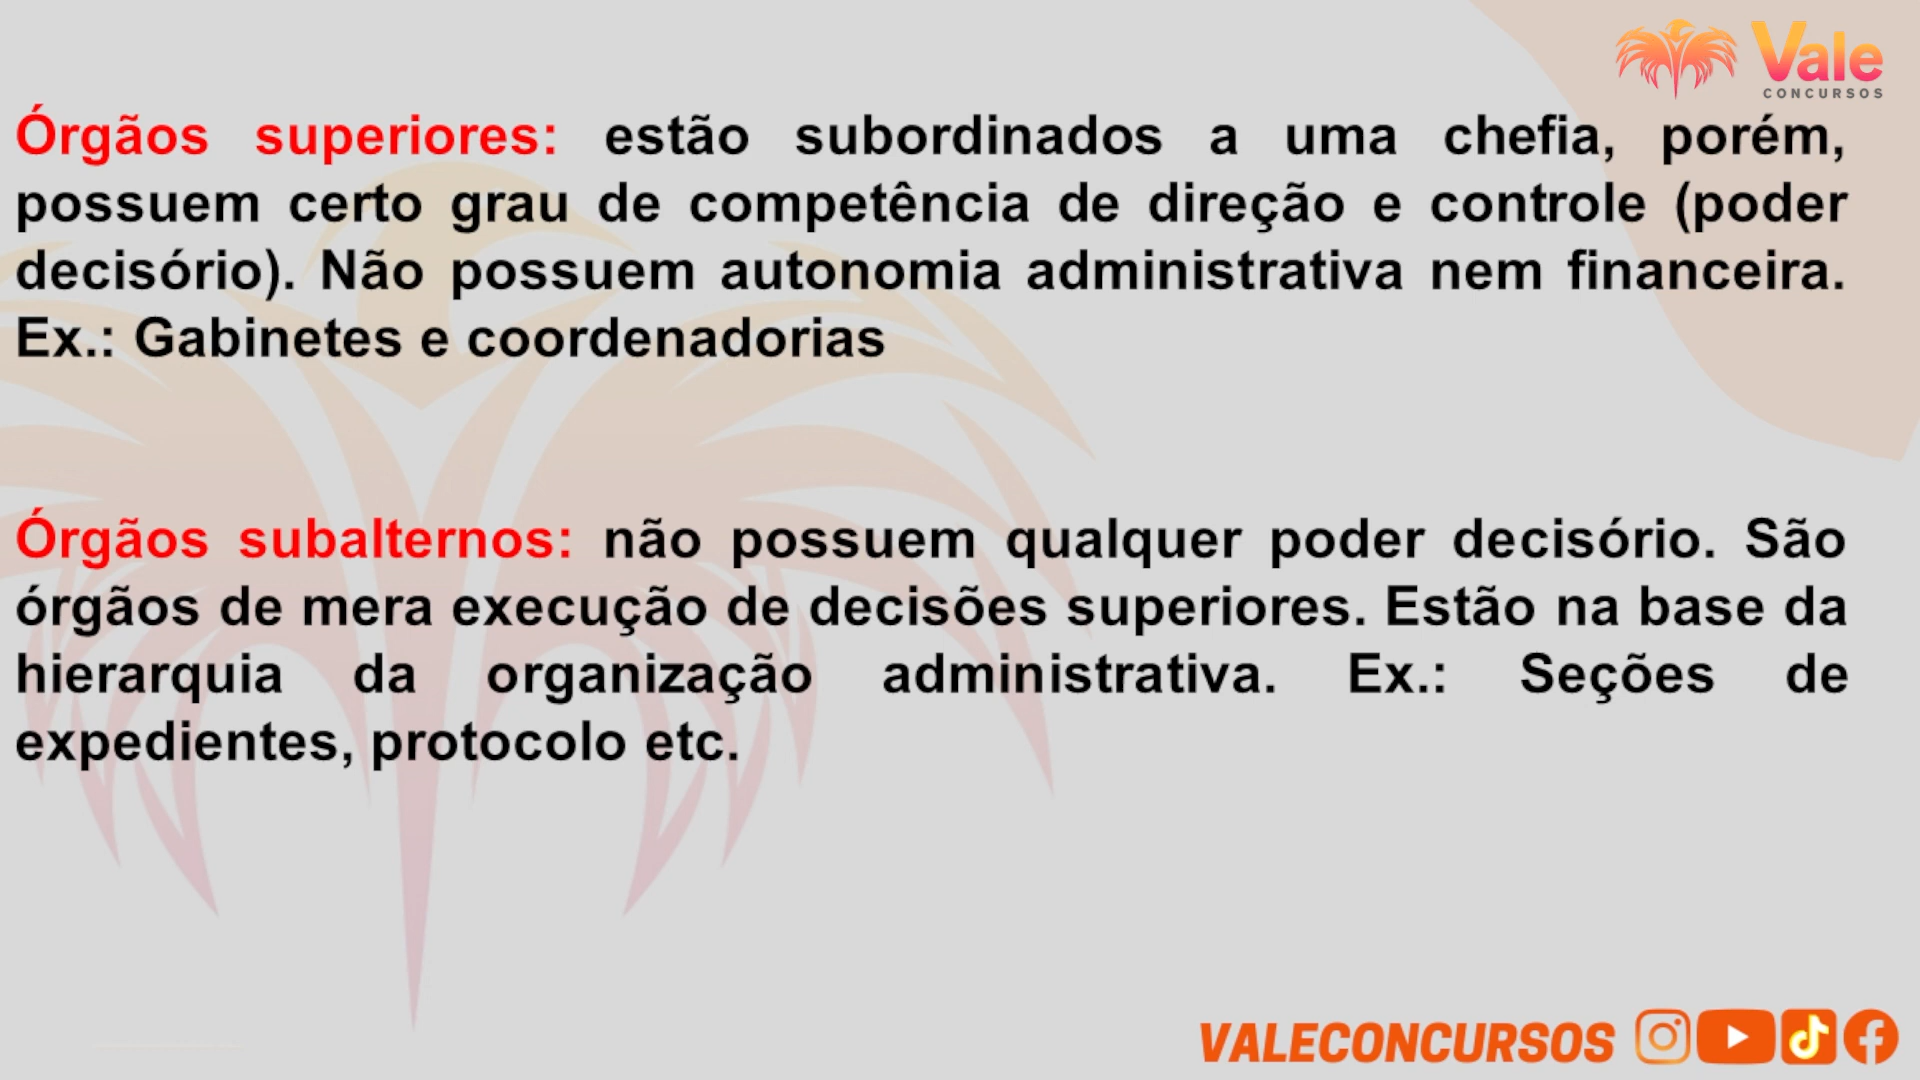 Vale
CONCURSOS
Órgãos superiores: estão subordinados a uma chefia, porém,
possuem certo grau de competência de direção e controle (poder
decisório). Não possuem autonomia administrativa nem financeira.
Ex.: Gabinetes e coordenadorias
Órgãos subalternos: não possuem qualquer poder decisório. São
órgãos de mera execução de decisões superiores. Estão na base da
hierarquia da organização administrativa. Ex.: Seções de
expedientes, protocolo etc.
VALECONCURSOS